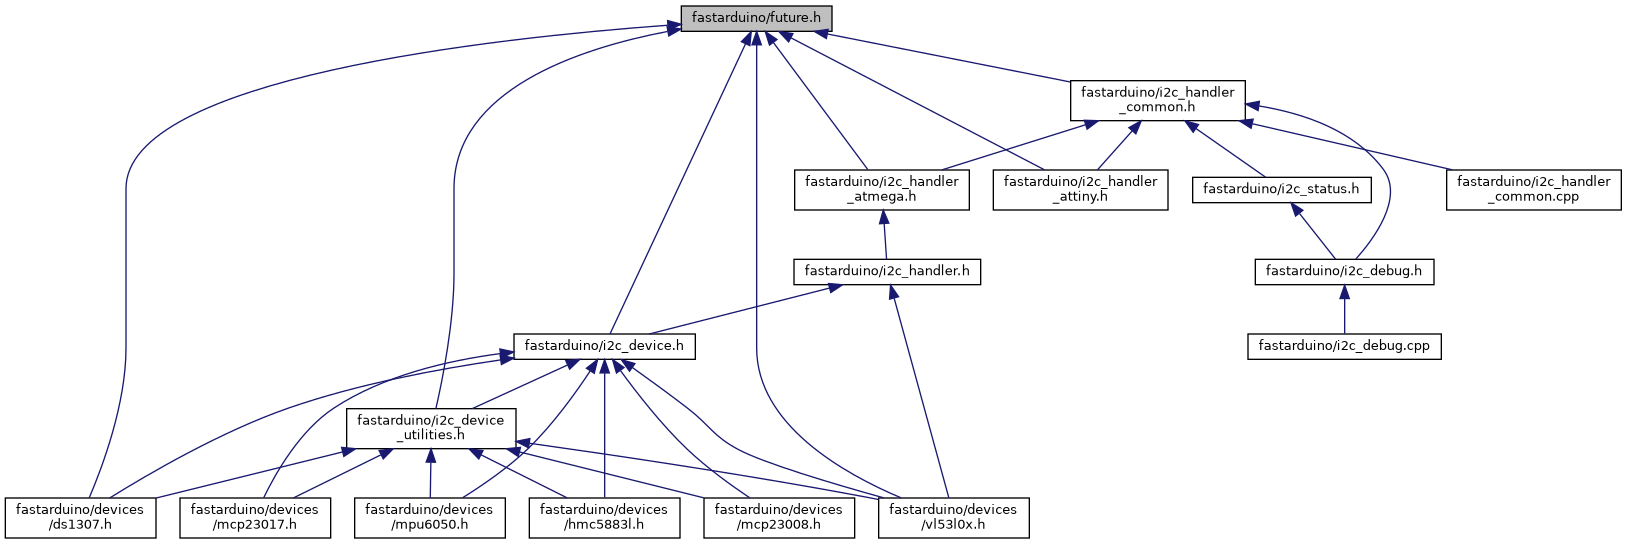 fastarduino/future.h
fastarduino/i2c_handler
_common.h
fastarduino/i2c_handler
_atmega.h
fastarduino/i2c_handler
_attiny.h
fastarduino/i2c_status.h
fastarduino/i2c_handler
_common.cpp
fastarduino/i2c_handler.h
fastarduino/i2c_debug.h
fastarduino/i2c_device.h
fastarduino/i2c_debug.cpp
fastarduino/i2c_device
_utilities.h
fastarduino/devices
/ds1307.h
fastarduino/devices
/mcp23017.h
fastarduino/devices
/mpu6050.h
fastarduino/devices
/hmc5883l.h
fastarduino/devices
/mcp23008.h
fastarduino/devices
/vl53l0x.h